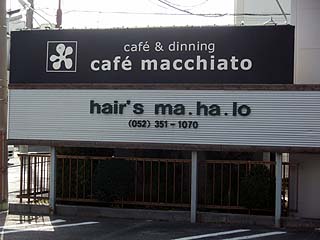 café & dinning
café macchiato
hair's ma.ha.lo
(052) 351-1070